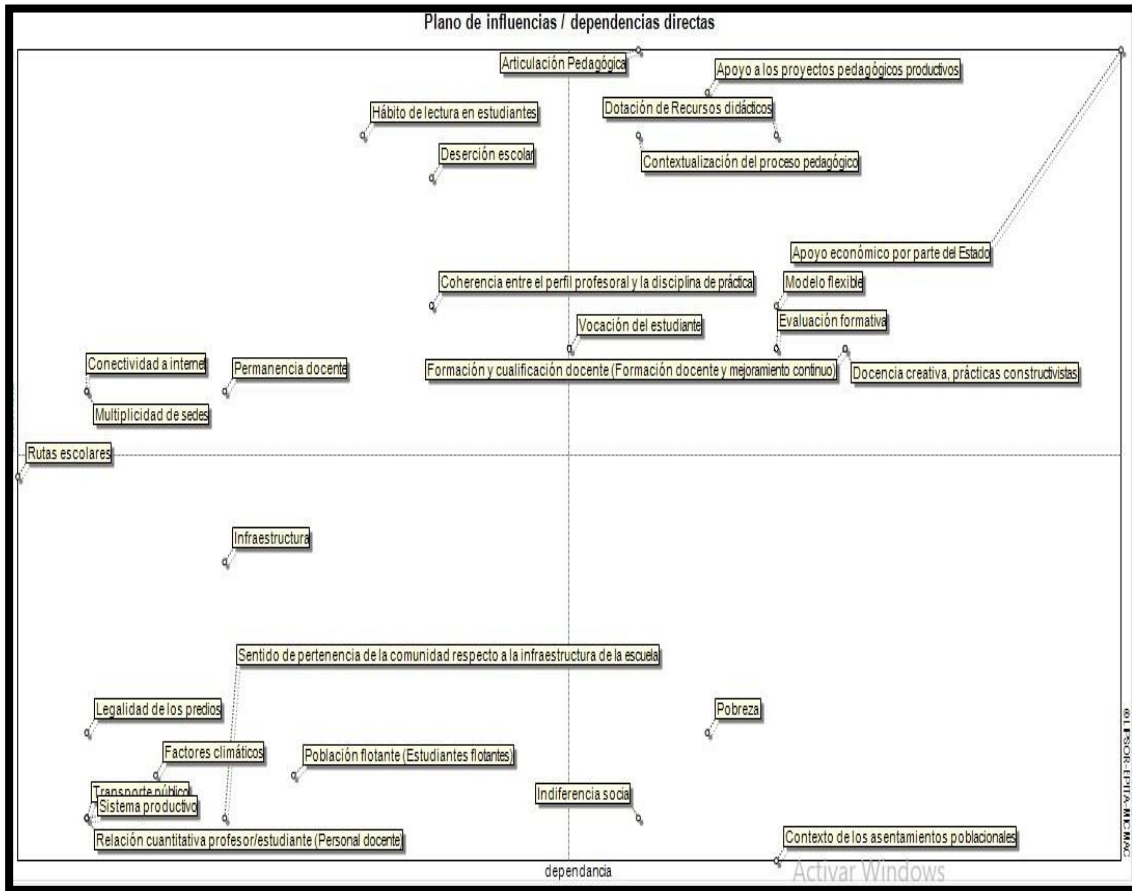 Plano de influencias / dependencias directas
Articulación Pedagógica
Apoyo a los proyectos pedagógicos productivos
Hábito de lectura en estudiantes
Dotación de Recursos didácticos
Deserción escolar
Contextualización del proceso pedagógico
Apoyo económico por parte del Estado
Coherencia entre el perfil profesoral y la disciplina de práctica
Modelo flexible
Vocación del estudiante
Evaluación formativa
Conectividad a internet
Permanencia docente
Formación y cualificación docente (Formación docente y mejoramiento continuo)
Docencia creativa, prácticas constructivistas
Multiplicidad de sedes
Rutas escolares
Infraestructura
Sentido de pertenencia de la comunidad respecto a la infraestructura de la escuela
Legalidad de los predios
Pobreza
Factores climáticos
Población flotante (Estudiantes flotantes)
Transporte público
Indiferencia social
Sistema productivo
Relación cuantitativa profesor/estudiante (Personal docente)
Contexto de los asentamientos poblacionales
dependancia
Activar Windows
© LIPSOR-EPITA-MICMAC